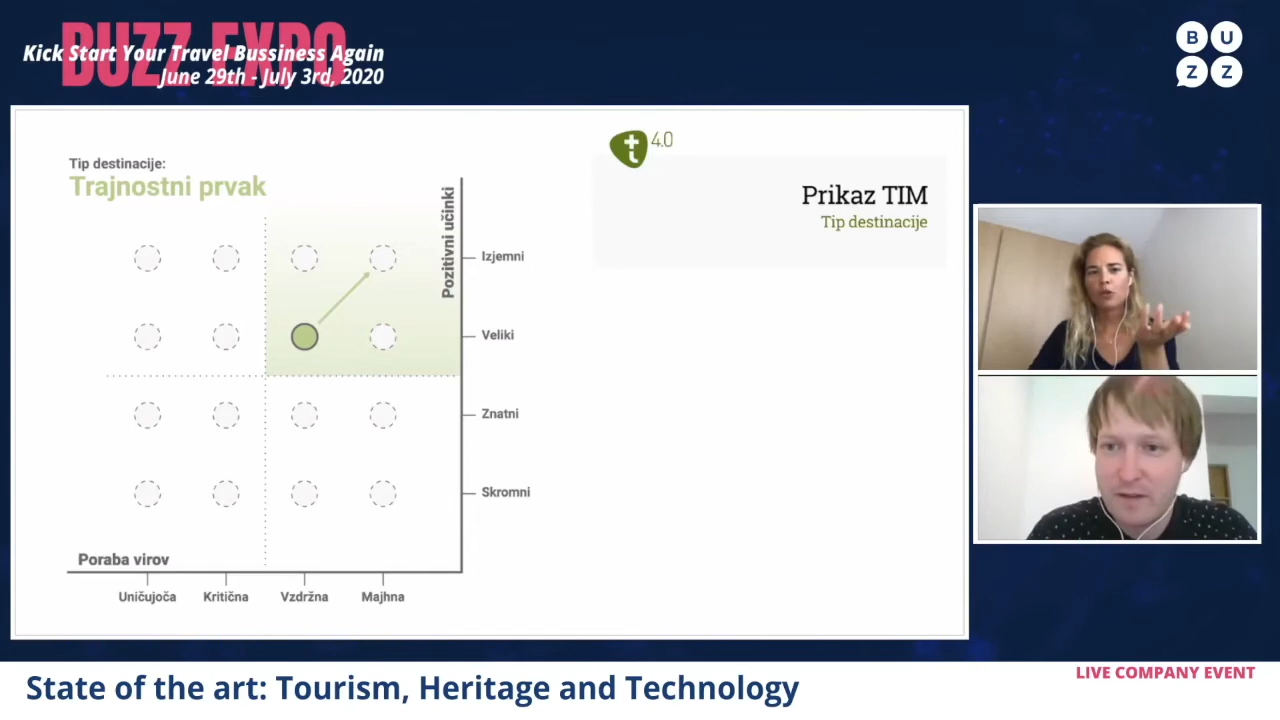 BUZZ EXPO
Kick Start Your Travel Bussiness Again
June 29th - July 3rd, 2020
B U
Z Z
Tip destinacije:
Trajnostni prvak
Pozitivni učinki
Izjemni
Veliki
Znatni
Skromni
Poraba virov
Uničujoča Kritična Vzdržna Majhna
t 4.0
Prikaz TIM
Tip destinacije
State of the art: Tourism, Heritage and Technology
LIVE COMPANY EVENT